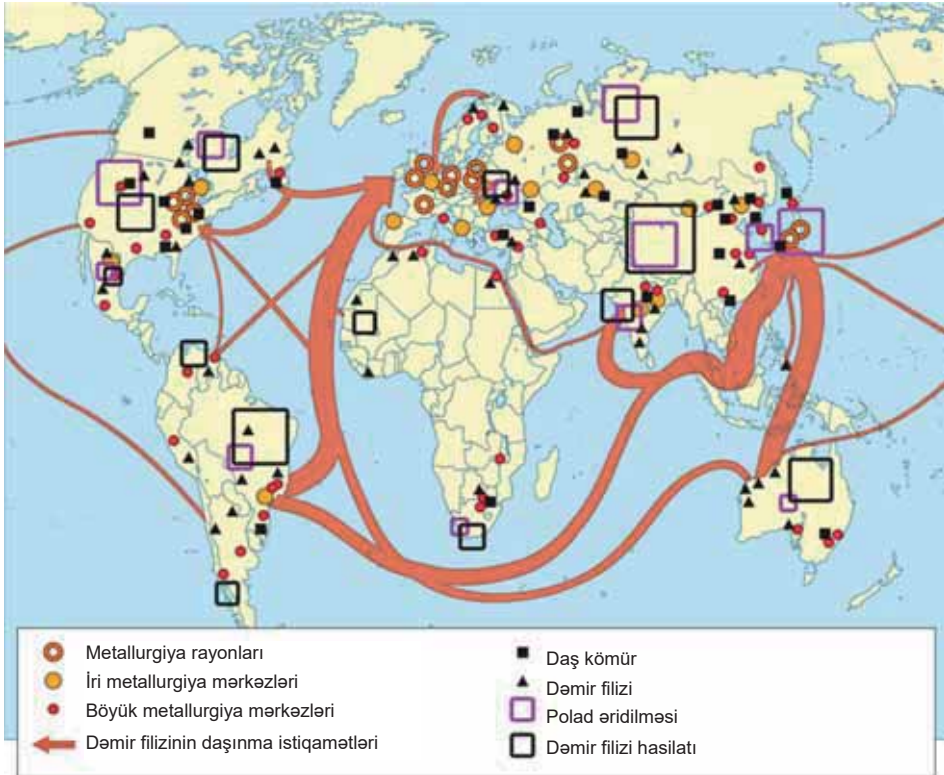 Metallurgiya rayonları
İri metallurgiya mərkəzləri
Böyük metallurgiya mərkəzləri
Dəmir filizinin daşınma istiqamətləri
Daş kömür
Dəmir filizi
Polad əridilməsi
Dəmir filizi hasilatı